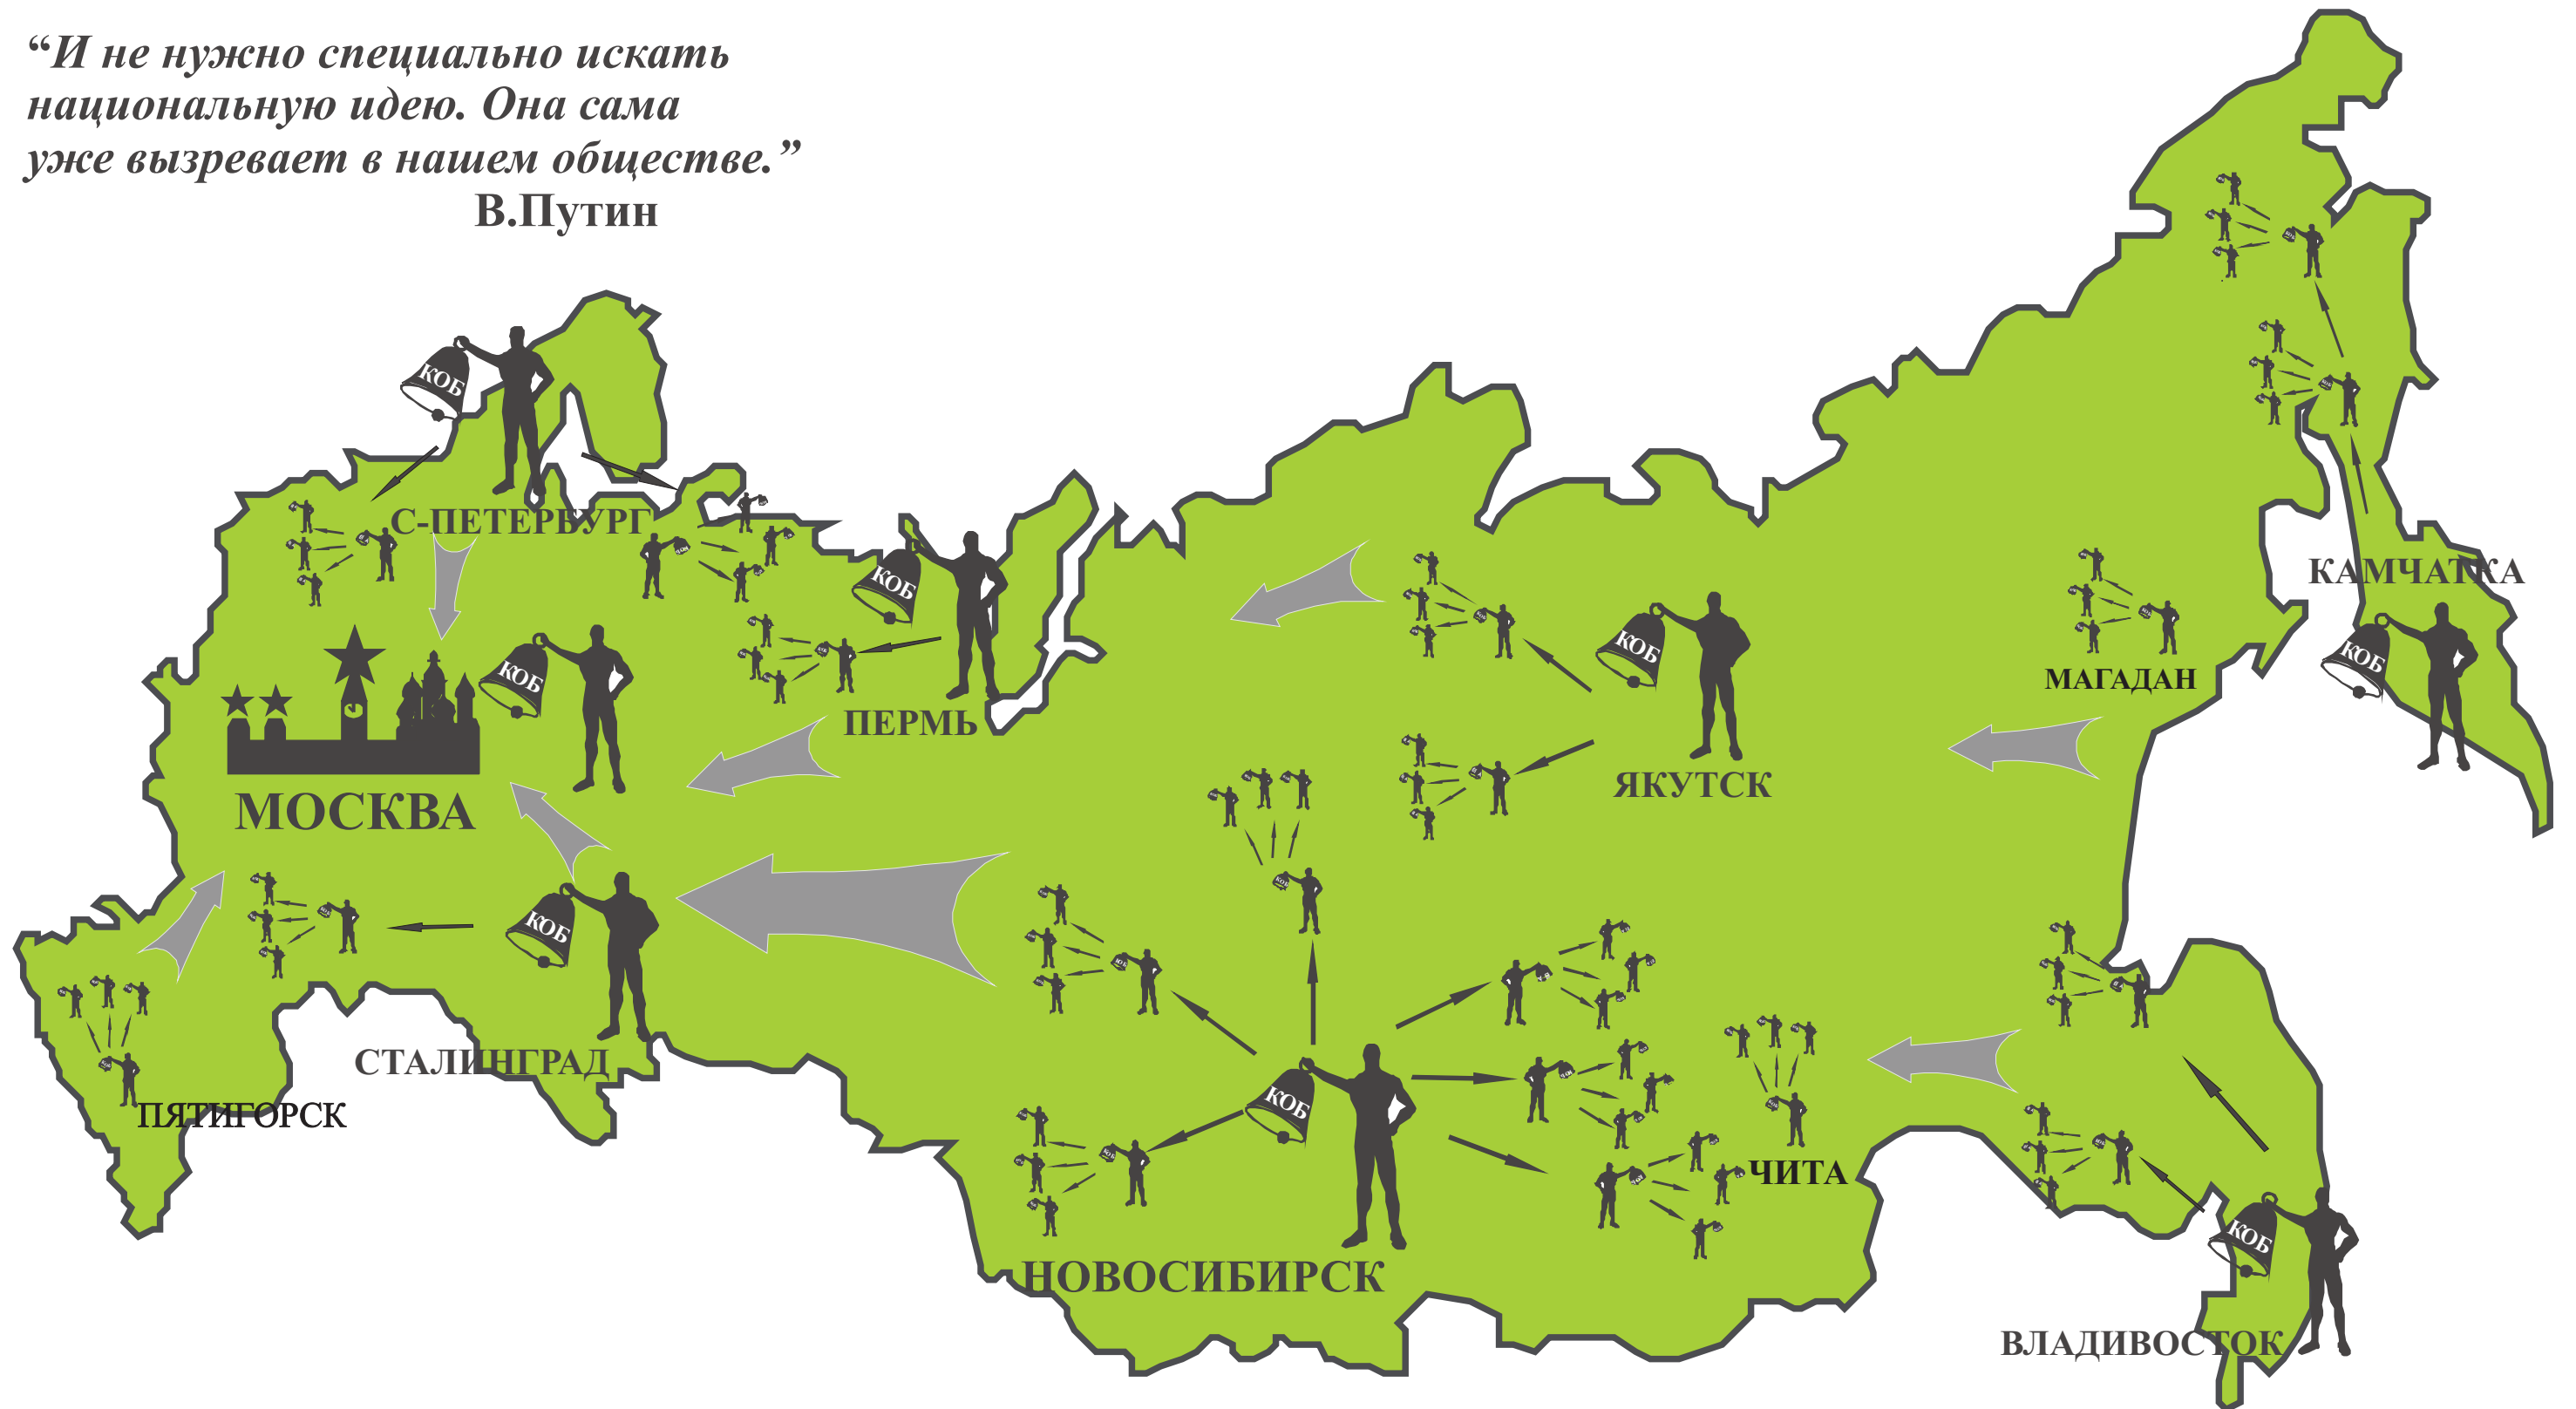 “И не нужно специально искать
национальную идею. Она сама
уже вызревает в нашем обществе.”
В.Путин
КОБ
С-ПЕТЕРБУРГ
КОБ
ПЕРМЬ
КОБ
МОСКВА
КОБ
ЯКУТСК
МАГАДАН
КАМЧАТКА
КОБ
КОБ
СТАЛИНГРАД
ПЯТИГОРСК
КОБ
НОВОСИБИРСК
ЧИТА
КОБ
ВЛАДИВОСТОК